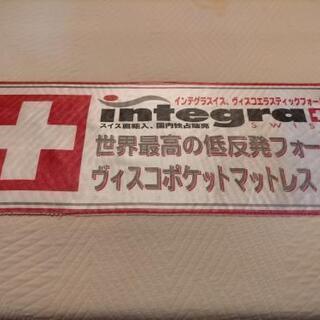 インテグラスイス、ヴィスコエラスティックフォー
integra
SWIS
スイス直輸入、国内独占販売
世界最高の低反発フォー
ヴィスコポケットマットレス